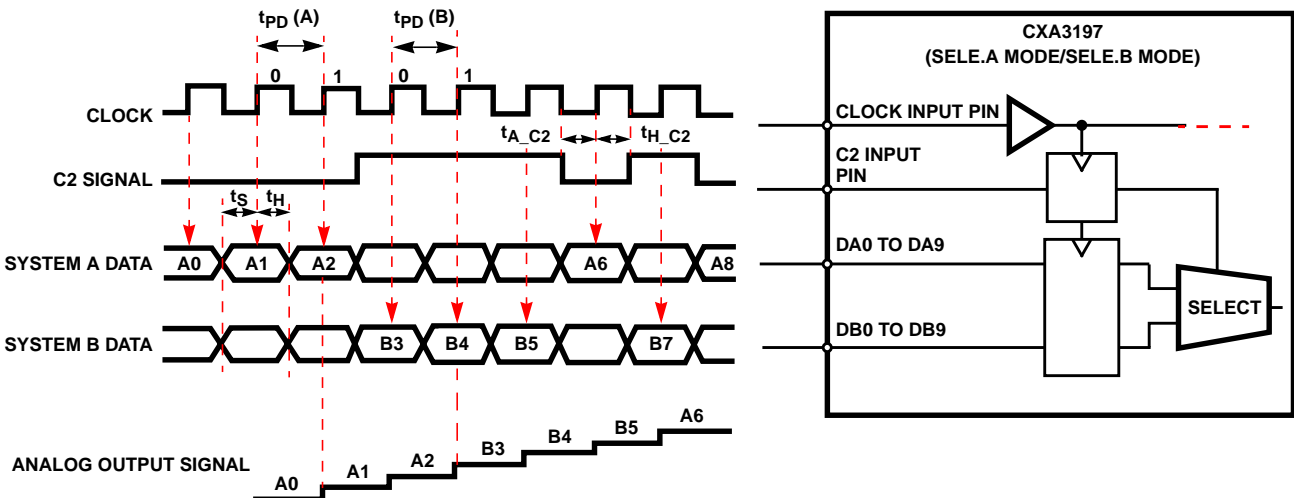 tPD (A)
tPD (B)
0
1
0
1
CLOCK
tA_C2
tH_C2
C2 SIGNAL
tS
tH
SYSTEM A DATA
A0
A1
A2
A6
A8
SYSTEM B DATA
B3
B4
B5
B7
ANALOG OUTPUT SIGNAL
A0
A1
A2
B3
B4
B5
A6
CXA3197
(SELE.A MODE/SELE.B MODE)
CLOCK INPUT PIN
C2 INPUT
PIN
DA0 TO DA9
DB0 TO DB9
SELECT